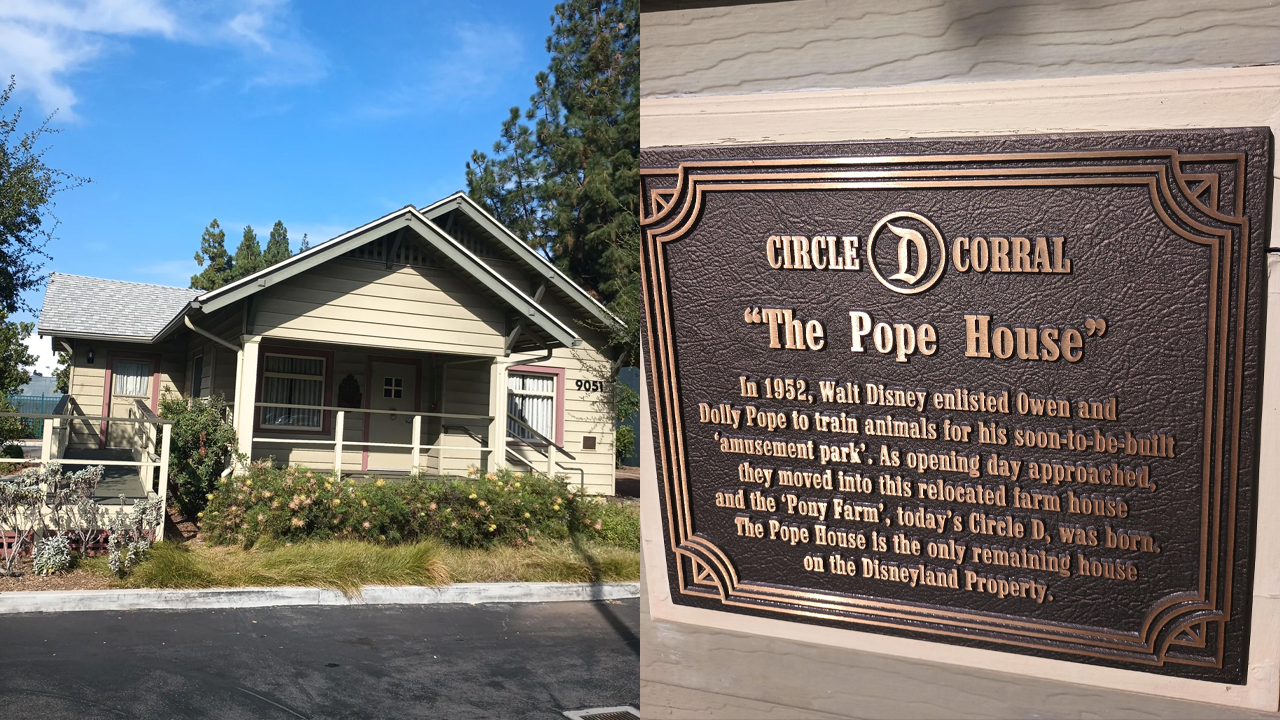 9051
CIRCLE D CORRAL
“The Pope House”
In 1952, Walt Disney enlisted Owen and
Dolly Pope to train animals for his soon-to-be-built
‘amusement park’. As opening day approached,
they moved into this relocated farm house
and the ‘Pony Farm’, today’s Circle D, was born.
The Pope House is the only remaining house
on the Disneyland Property.